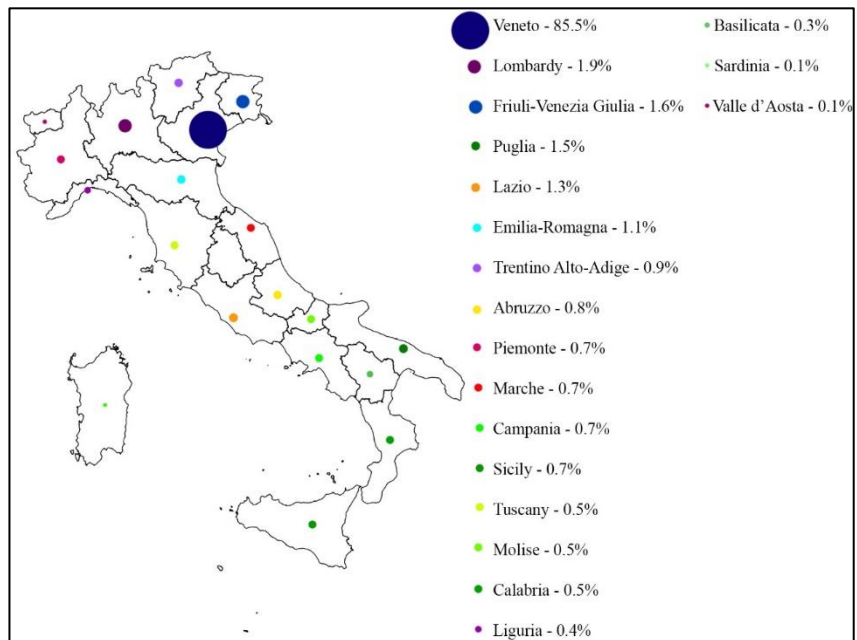 Veneto - 85.5%
Lombardy - 1.9%
Friuli-Venezia Giulia - 1.6%
Puglia - 1.5%
Lazio - 1.3%
Emilia-Romagna - 1.1%
Trentino Alto-Adige - 0.9%
Abruzzo - 0.8%
Piemonte - 0.7%
Marche - 0.7%
Campania - 0.7%
Sicily - 0.7%
Tuscany - 0.5%
Molise - 0.5%
Calabria - 0.5%
Liguria - 0.4%
Basilicata - 0.3%
Sardinia - 0.1%
Valle d'Aosta - 0.1%